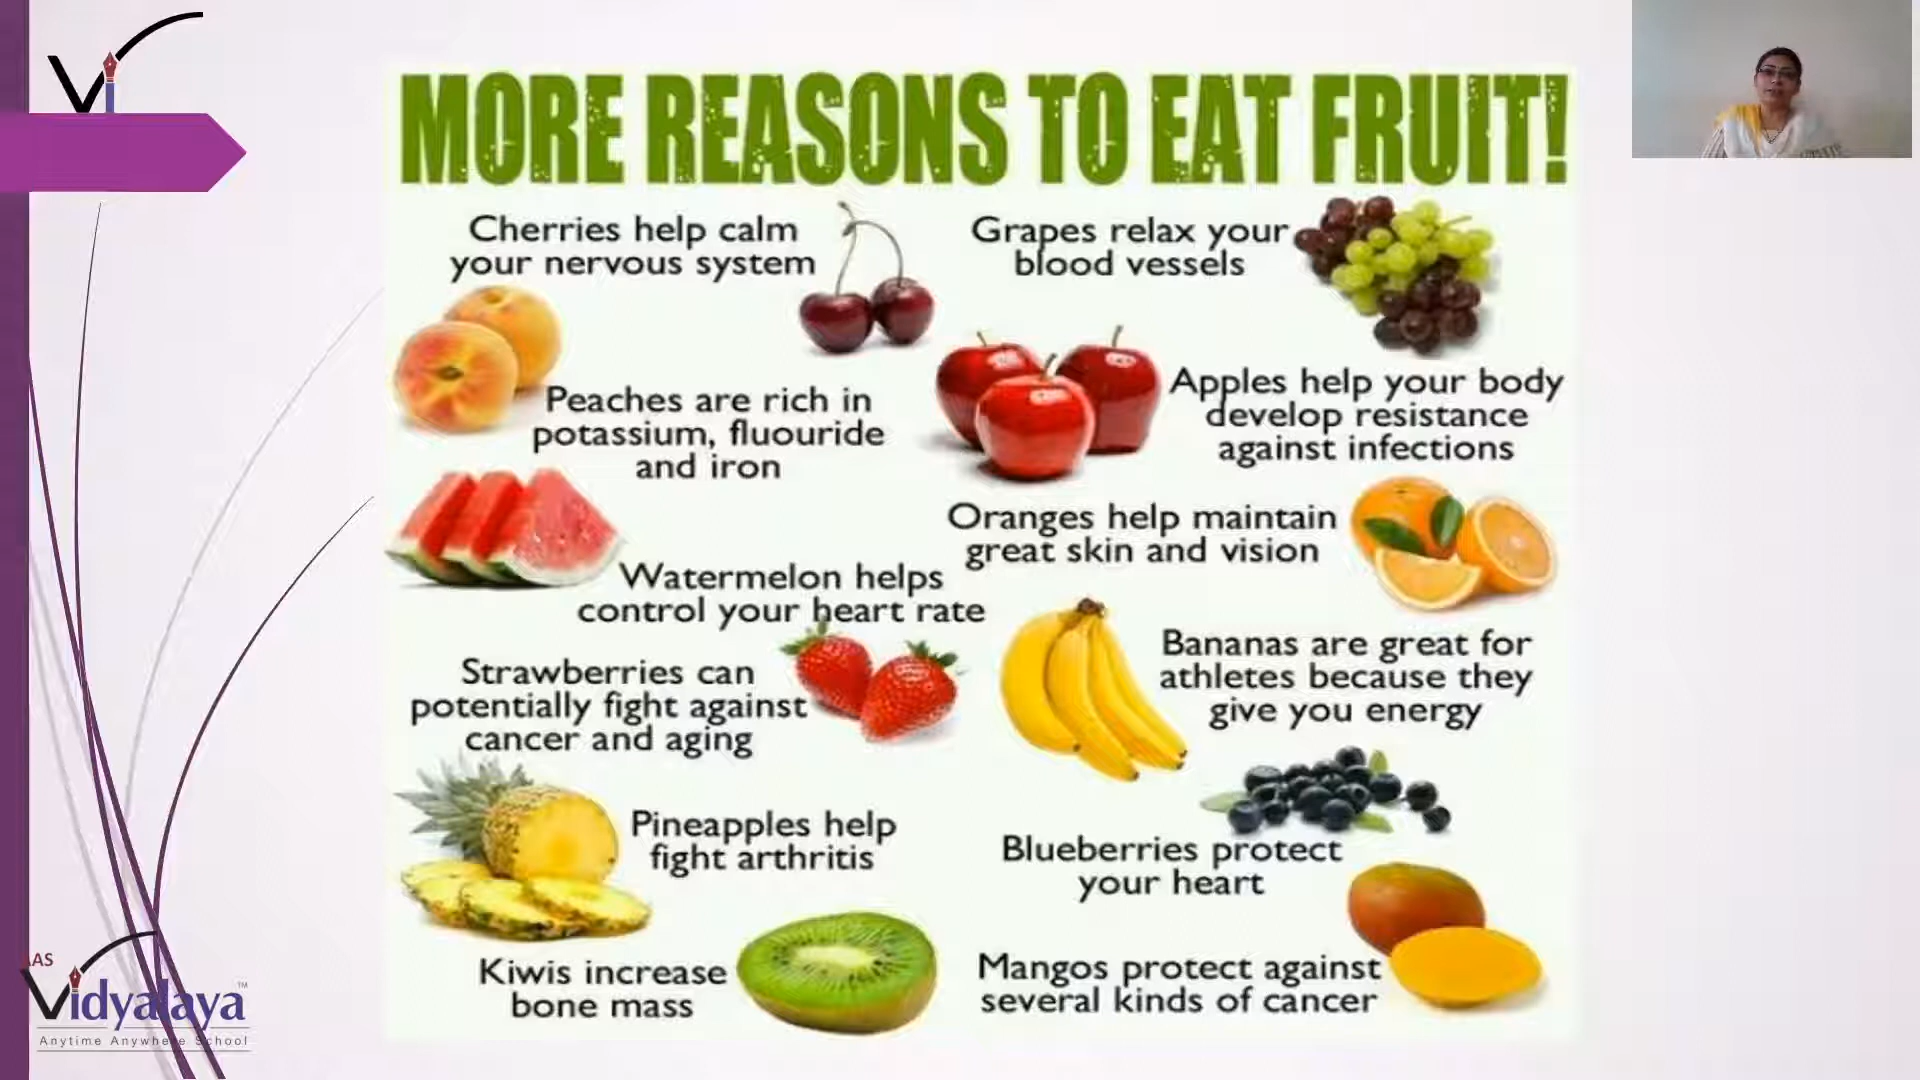 Vi
MORE REASONS TO EAT FRUIT!
Cherries help calm
your nervous system
Grapes relax your
blood vessels
Peaches are rich in
potassium, fluouride
and iron
Apples help your body
develop resistance
against infections
Watermelon helps
control your heart rate
Oranges help maintain
great skin and vision
Strawberries can
potentially fight against
cancer and aging
Bananas are great for
athletes because they
give you energy
Pineapples help
fight arthritis
Blueberries protect
your heart
Kiwis increase
bone mass
Mangos protect against
several kinds of cancer
AAS
Vidyalaya™
Anytime Anywhere School